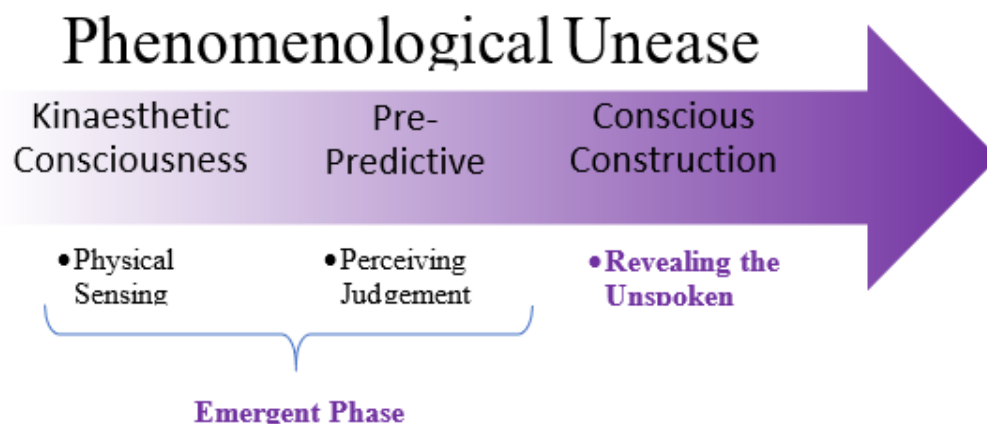 Phenomenological Unease
Kinaesthetic
Consciousness
Pre-
Predictive
Conscious
Construction
•Physical
Sensing
•Perceiving
Judgement
•Revealing the
Unspoken
Emergent Phase